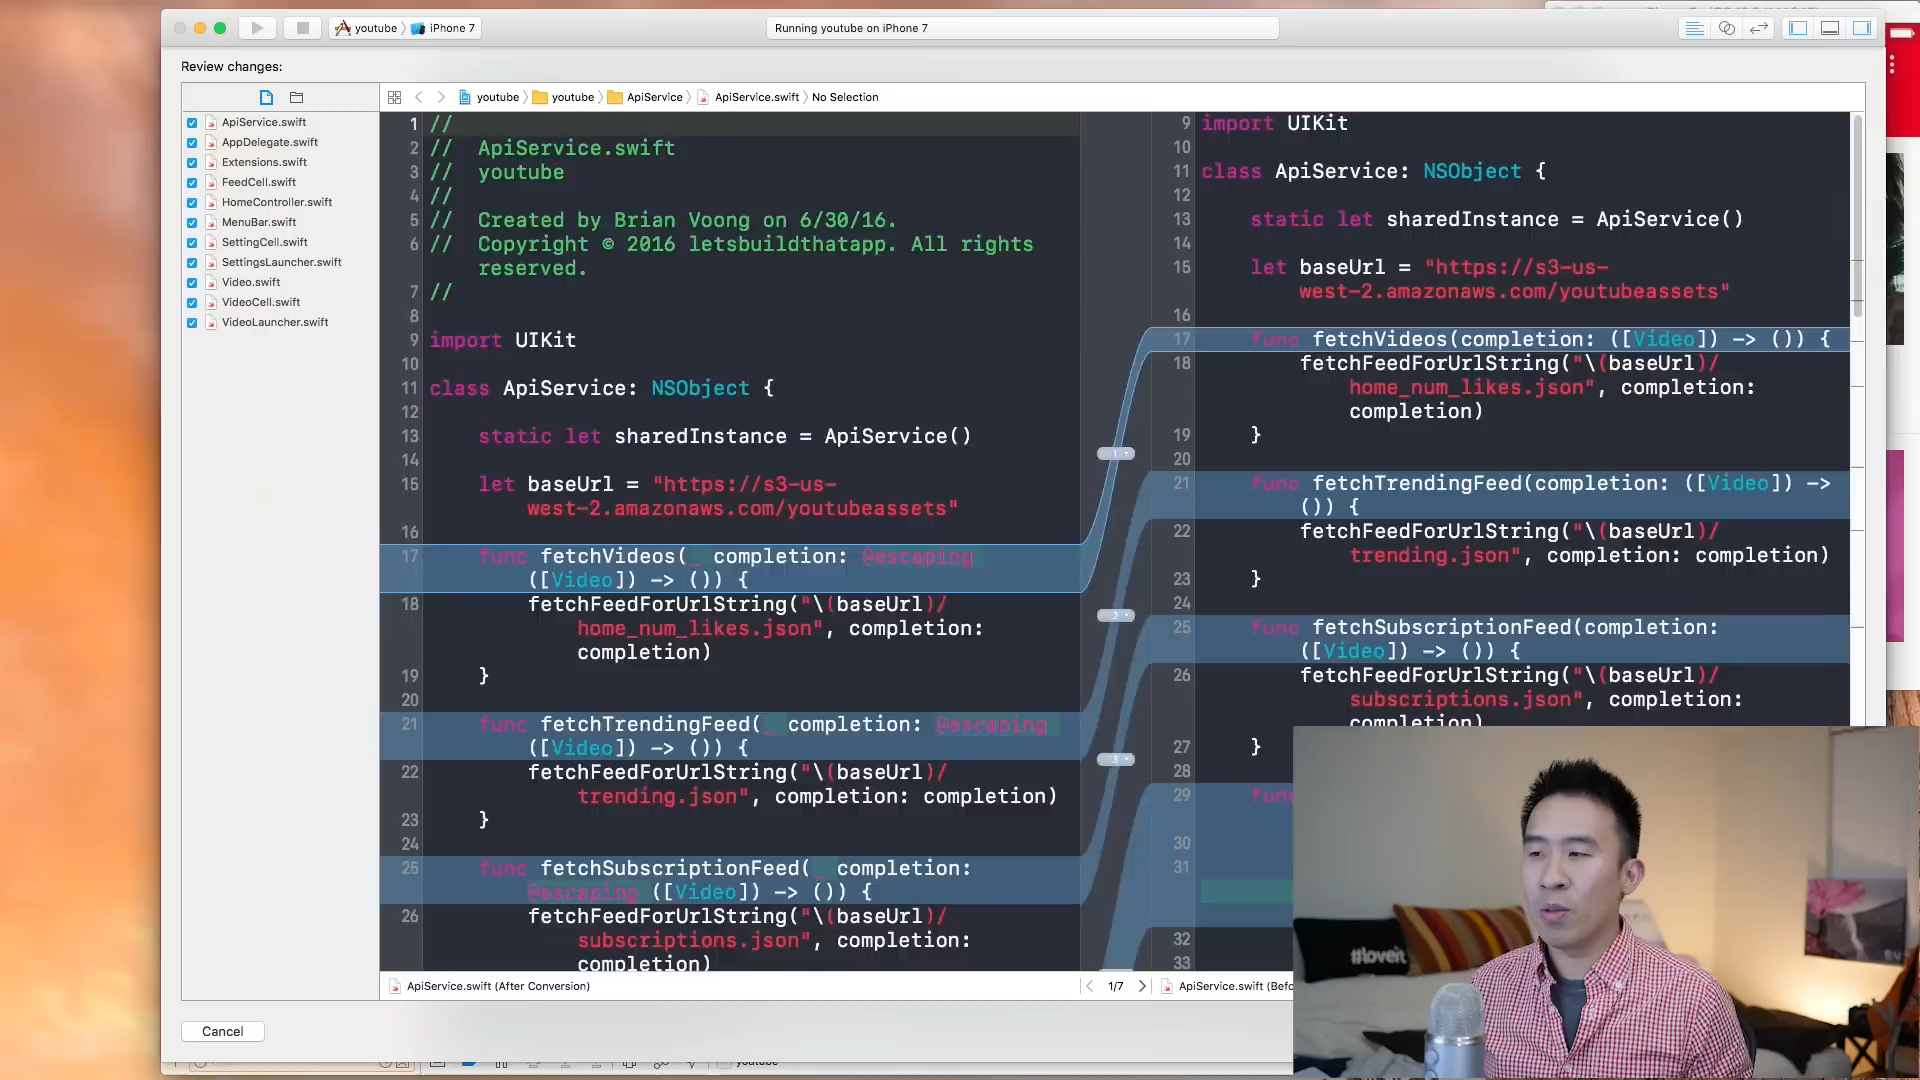 youtube
iPhone 7
Running youtube on iPhone 7
Review changes:
youtube
youtube
ApiService
ApiService.swift
No Selection
ApiService.swift
AppDelegate.swift
Extensions.swift
FeedCell.swift
HomeController.swift
MenuBar.swift
SettingCell.swift
SettingsLauncher.swift
Video.swift
VideoCell.swift
VideoLauncher.swift
1 //
2 // ApiService.swift
3 // youtube
4 //
5 // Created by Brian Voong on 6/30/16.
6 // Copyright © 2016 letsbuildthatapp. All rights
reserved.
7 //
8
9 import UIKit
10
11 class ApiService: NSObject {
12
13 static let sharedInstance = ApiService()
14
15 let baseUrl = "https://s3-us-
west-2.amazonaws.com/youtubeassets"
16
17 func fetchVideos(_ completion: @escaping
([Video]) -> ()) {
18 fetchFeedForUrlString("\(baseUrl)/
home_num_likes.json", completion:
completion)
19 }
20
21 func fetchTrendingFeed(_ completion: @escaping
([Video]) -> ()) {
22 fetchFeedForUrlString("\(baseUrl)/
trending.json", completion: completion)
23 }
24
25 func fetchSubscriptionFeed(_ completion:
@escaping ([Video]) -> ()) {
26 fetchFeedForUrlString("\(baseUrl)/
subscriptions.json", completion:
completion)
1
2
3
9 import UIKit
10
11 class ApiService: NSObject {
12
13 static let sharedInstance = ApiService()
14
15 let baseUrl = "https://s3-us-
west-2.amazonaws.com/youtubeassets"
16
17 func fetchVideos(completion: ([Video]) -> ()) {
18 fetchFeedForUrlString("\(baseUrl)/
home_num_likes.json", completion:
completion)
19 }
20
21 func fetchTrendingFeed(completion: ([Video]) ->
()) {
22 fetchFeedForUrlString("\(baseUrl)/
trending.json", completion: completion)
23 }
24
25 func fetchSubscriptionFeed(completion:
([Video]) -> ()) {
26 fetchFeedForUrlString("\(baseUrl)/
subscriptions.json", completion:
completion)
27 }
28
29 func
30
31
32
33
ApiService.swift (After Conversion)
1/7
ApiService.swift (Befo
Cancel
youtube
#loveit